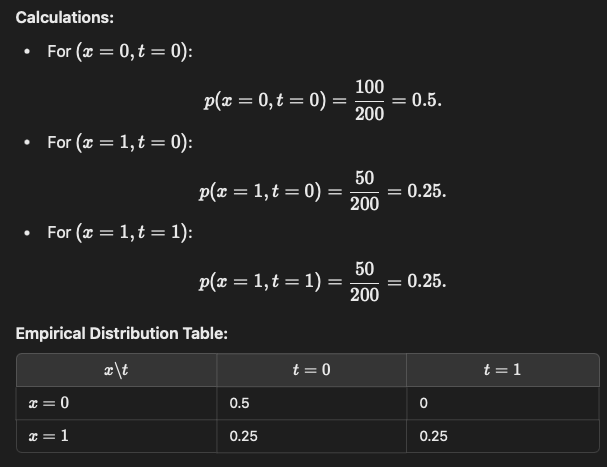 Calculations:
• For (x = 0, t = 0):
p(x = 0, t = 0) = 100/200 = 0.5.
• For (x = 1, t = 0):
p(x = 1, t = 0) = 50/200 = 0.25.
• For (x = 1, t = 1):
p(x = 1, t = 1) = 50/200 = 0.25.
Empirical Distribution Table:
x\t t = 0 t = 1
x = 0 0.5 0
x = 1 0.25 0.25